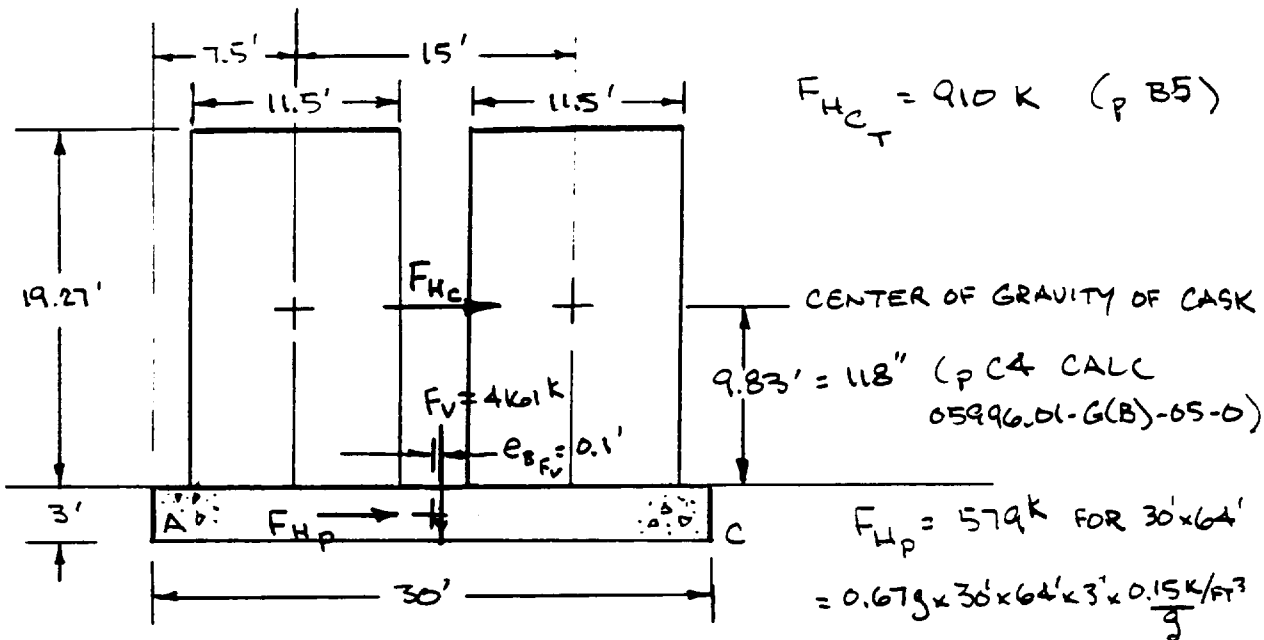 7.5'
15'
11.5'
11.5'
F_{H_{C_T}} = 910 K (p B5)
19.27'
F_{H_C}
CENTER OF GRAVITY OF CASK
9.83' = 118" (p C4 CALC
05996.01-G(B)-05-0)
F_V =
e_{B_{F_V}} = 0.1'
3'
A
F_{H_P}
C
F_{H_P} = 579^K FOR 30'x64'
30'
= 0.67g x 30' x 64' x 3' x 0.15 K/FT³
g